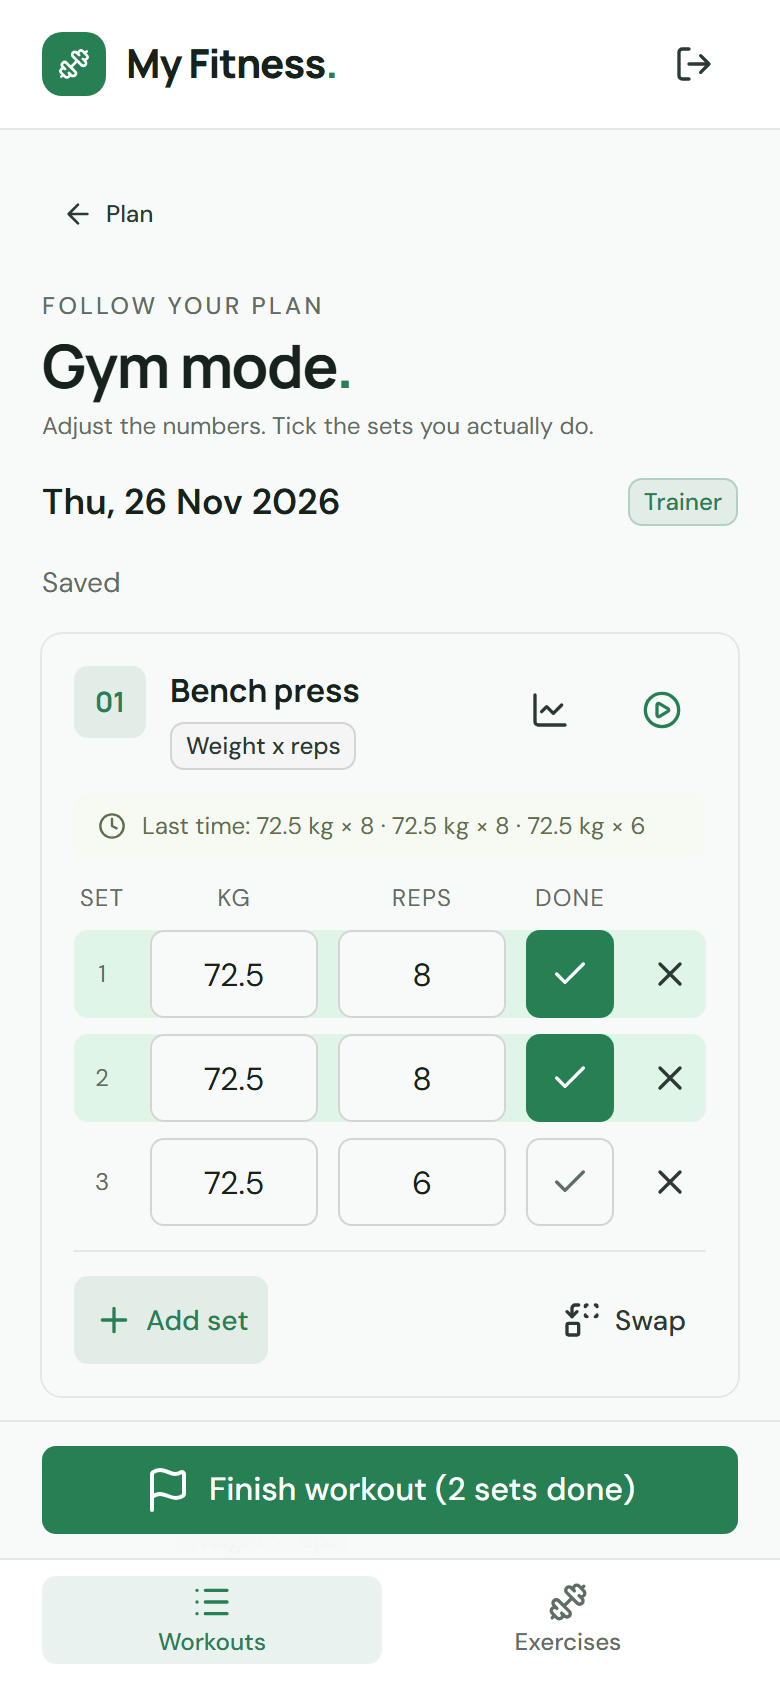 My Fitness.
Plan
FOLLOW YOUR PLAN
Gym mode.
Adjust the numbers. Tick the sets you actually do.
Thu, 26 Nov 2026
Trainer
Saved
01
Bench press
Weight x reps
Last time: 72.5 kg × 8 · 72.5 kg × 8 · 72.5 kg × 6
SET KG REPS DONE
1 72.5 8
2 72.5 8
3 72.5 6
Add set
Swap
Finish workout (2 sets done)
Workouts
Exercises